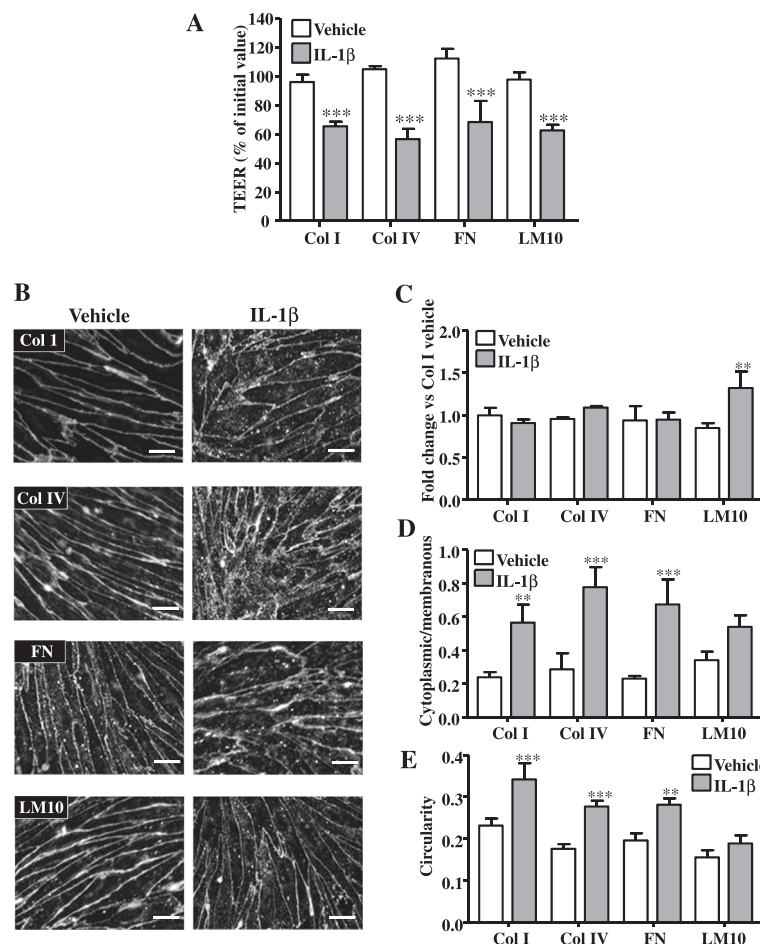 A
140
120
100
80
60
40
20
0
TEER (% of initial value)
Vehicle
IL-1β
***
***
***
***
Col I Col IV FN LM10
B
Vehicle IL-1β
Col 1
Col IV
FN
LM10
C
2.0
1.5
1.0
0.5
0.0
Fold change vs Col I vehicle
Vehicle
IL-1β
**
Col I Col IV FN LM10
D
1.0
0.8
0.6
0.4
0.2
0.0
Cytoplasmic/membranous
Vehicle
IL-1β
**
***
***
Col I Col IV FN LM10
E
0.4
0.3
0.2
0.1
0.0
Circularity
Vehicle
IL-1β
***
***
**
Col I Col IV FN LM10